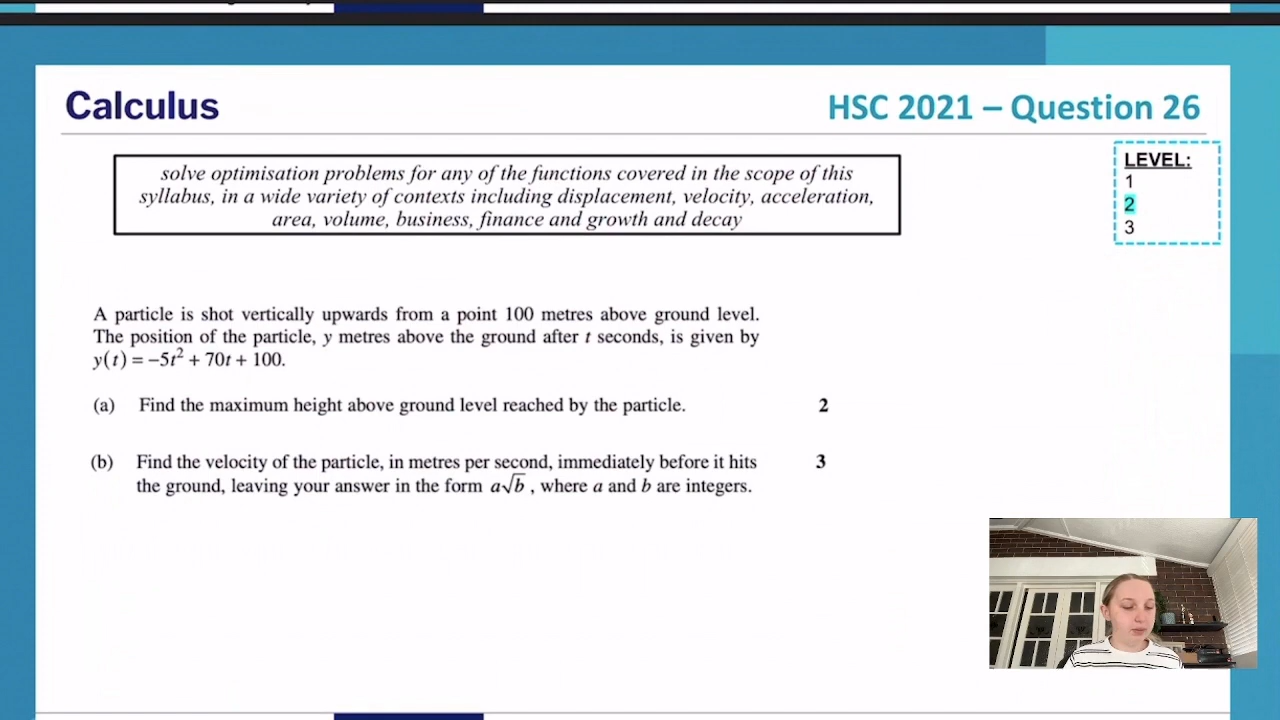 Calculus
HSC 2021 – Question 26
solve optimisation problems for any of the functions covered in the scope of this
syllabus, in a wide variety of contexts including displacement, velocity, acceleration,
area, volume, business, finance and growth and decay
LEVEL:
1
2
3
A particle is shot vertically upwards from a point 100 metres above ground level.
The position of the particle, y metres above the ground after t seconds, is given by
y(t) = −5t² + 70t + 100.
(a) Find the maximum height above ground level reached by the particle. 2
(b) Find the velocity of the particle, in metres per second, immediately before it hits 3
the ground, leaving your answer in the form a√b , where a and b are integers.